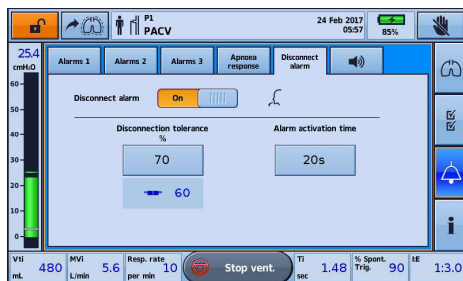 P1
PACV
24 Feb 2017
05:57
85%
25.4
cmH2O
Alarms 1
Alarms 2
Alarms 3
Apnoea
response
Disconnect
alarm
60
50
40
30
20
10
0
Disconnect alarm
On
Disconnection tolerance
%
70
60
Alarm activation time
20s
Vti
480
mL
MVi
5.6
L/min
Resp. rate
10
per min
Stop vent.
Ti
1.48
sec
% Spont.
Trig.
90
I:E
1:3.0